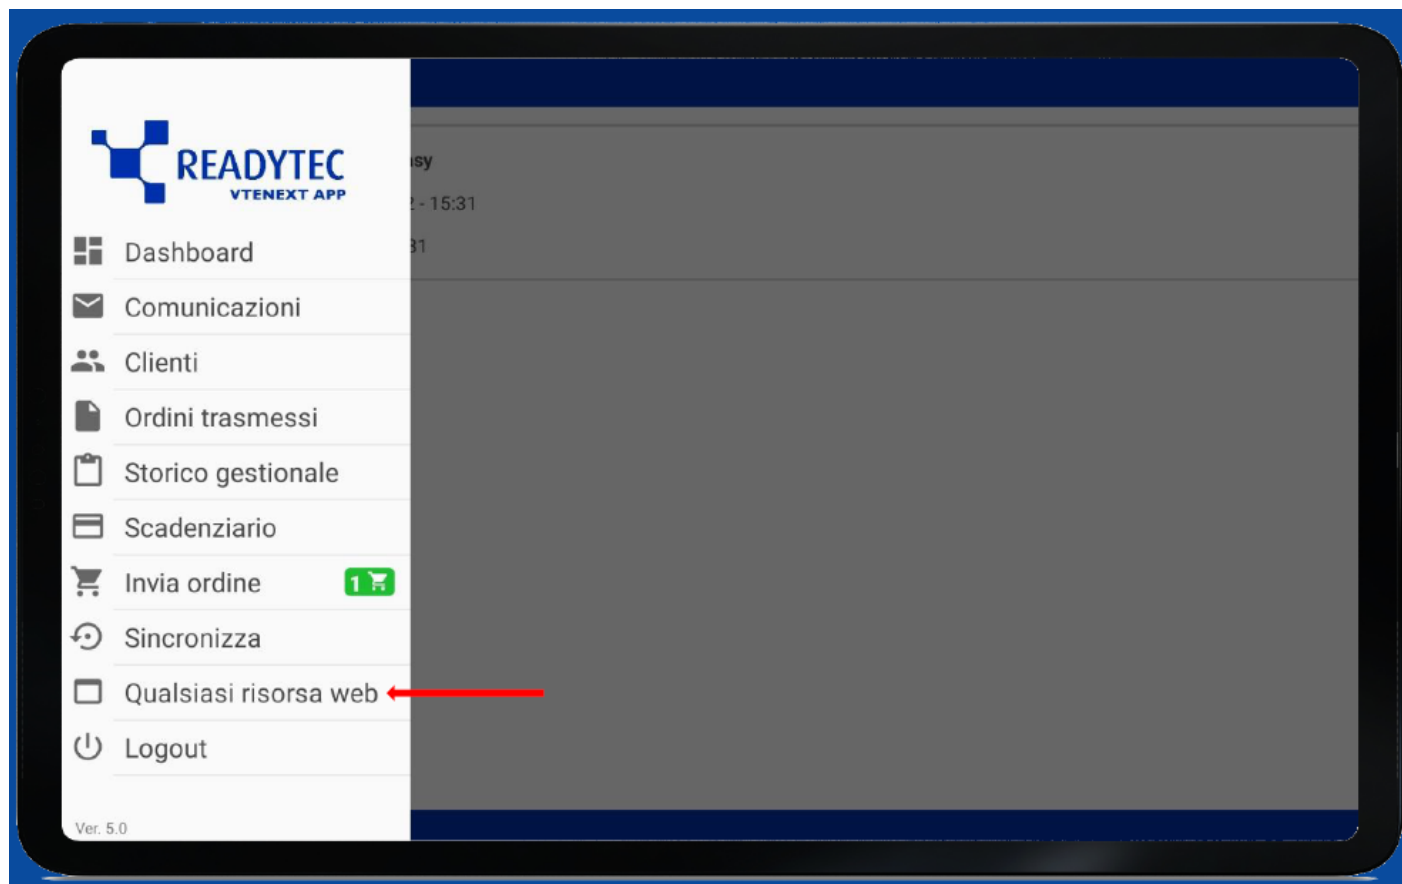 READYTEC
VTENEXT APP
Dashboard
Comunicazioni
Clienti
Ordini trasmessi
Storico gestionale
Scadenziario
Invia ordine 1
Sincronizza
Qualsiasi risorsa web
Logout
Ver. 5.0
- 15:31